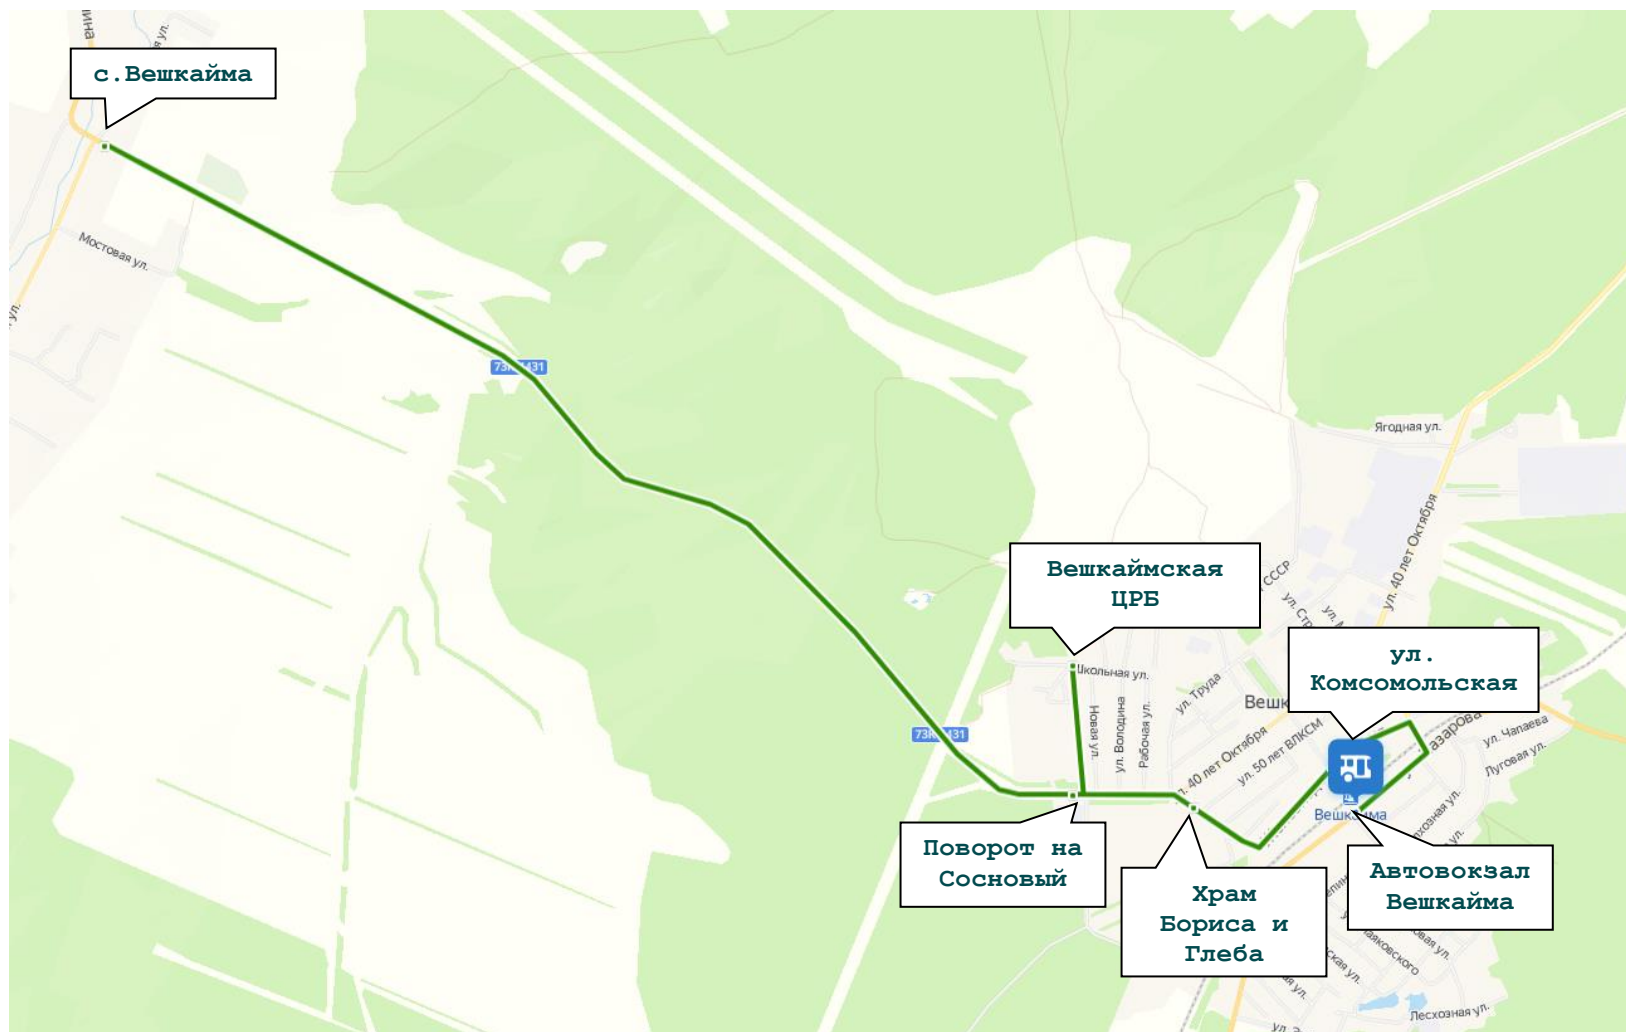 с.Вешкайма
Мостовая ул.
Ягодная ул.
ул. 40 лет Октября
СССР
Вешкаймская
ЦРБ
ул.
Комсомольская
Школьная ул.
ул. Труда
Новая ул.
ул. Володина
Рабочая ул.
ул. 50 лет ВЛКСМ
40 лет Октября
ул. Чапаева
Луговая ул.
Поворот на
Сосновый
Храм
Бориса и
Глеба
Автовокзал
Вешкайма
Лесхозная ул.